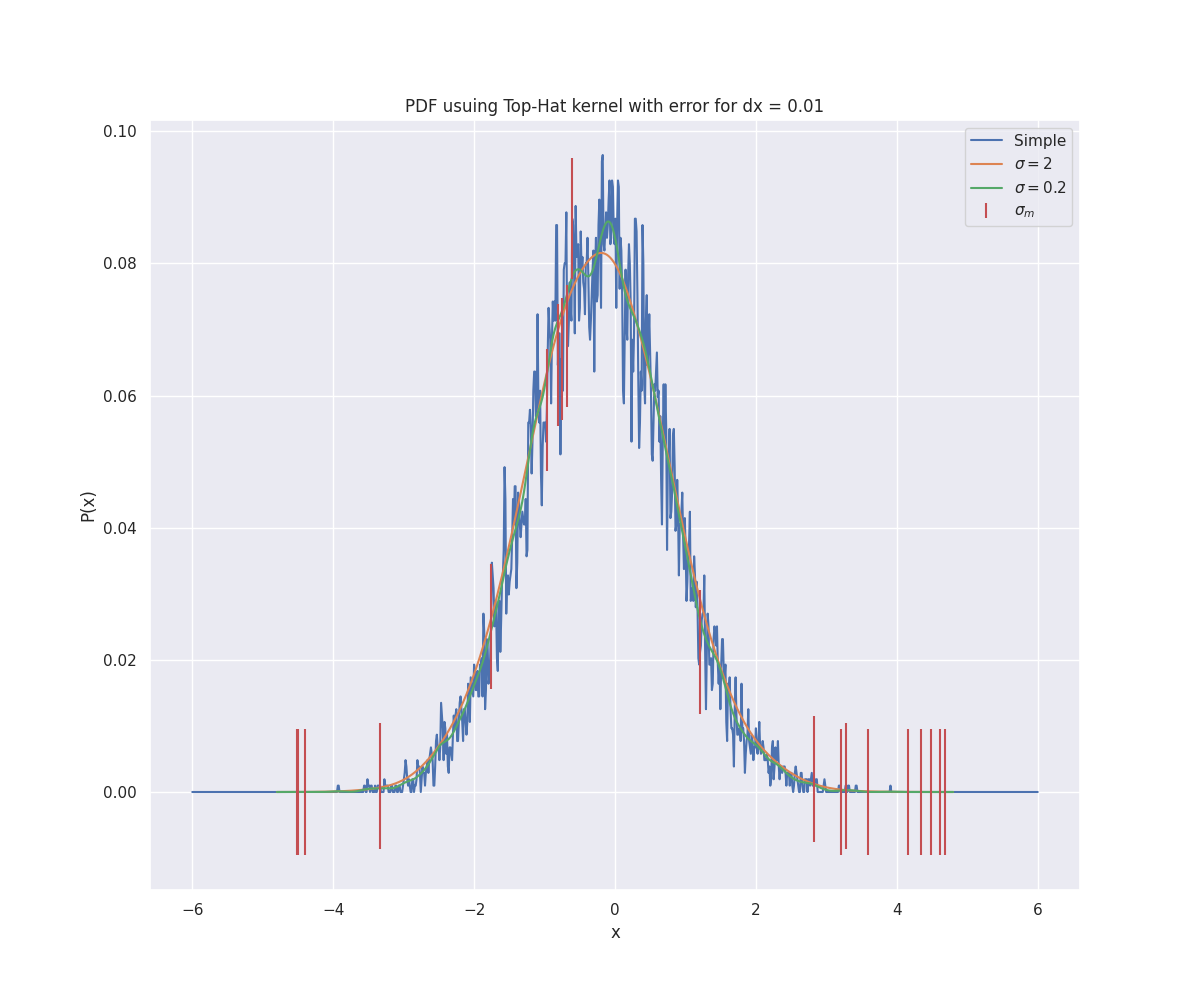 PDF usuing Top-Hat kernel with error for dx = 0.01
0.10
0.08
0.06
0.04
0.02
0.00
P(x)
−6
−4
−2
0
2
4
6
x
Simple
σ = 2
σ = 0.2
σₘ